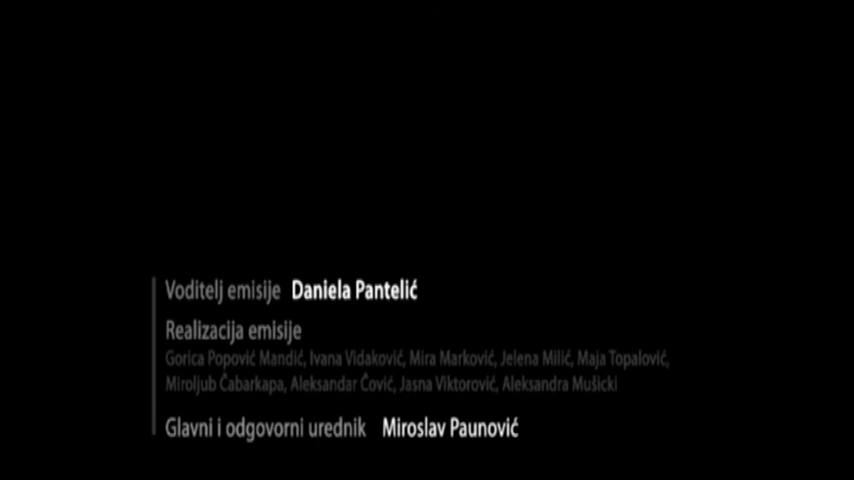 Voditelj emisije Daniela Pantelić
Realizacija emisije
Gorica Popović Mandić, Ivana Vidaković, Mira Marković, Jelena Milić, Maja Topalović,
Miroljub Čabarkapa, Aleksandar Čović, Jasna Viktorović, Aleksandra Mušicki
Glavni i odgovorni urednik Miroslav Paunović